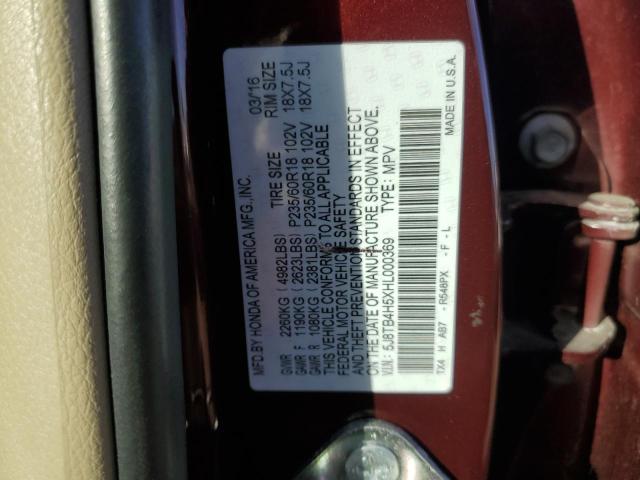 MFD.BY HONDA OF AMERICA MFG.,INC. 03/16
TIRE SIZE RIM SIZE
GVWR 2260KG (4982LBS)
GAWR F 1190KG (2623LBS) P235/60R18 102V 18X7.5J
GAWR R 1080KG (2381LBS) P235/60R18 102V 18X7.5J
THIS VEHICLE CONFORMS TO ALL APPLICABLE
FEDERAL MOTOR VEHICLE SAFETY
AND THEFT PREVENTION STANDARDS IN EFFECT
ON THE DATE OF MANUFACTURE SHOWN ABOVE.
V.I.N.: 5J8TB4H5XHL000369 TYPE: MPV
TX4 H AB7 - R548PX - F - L MADE IN U.S.A.